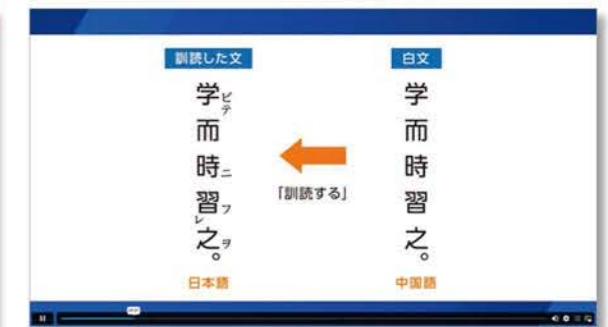 白文
学而時習之。
中国語
「訓読する」
訓読した文
学ビテ而時ニ習フレ之ヲ。
日本語